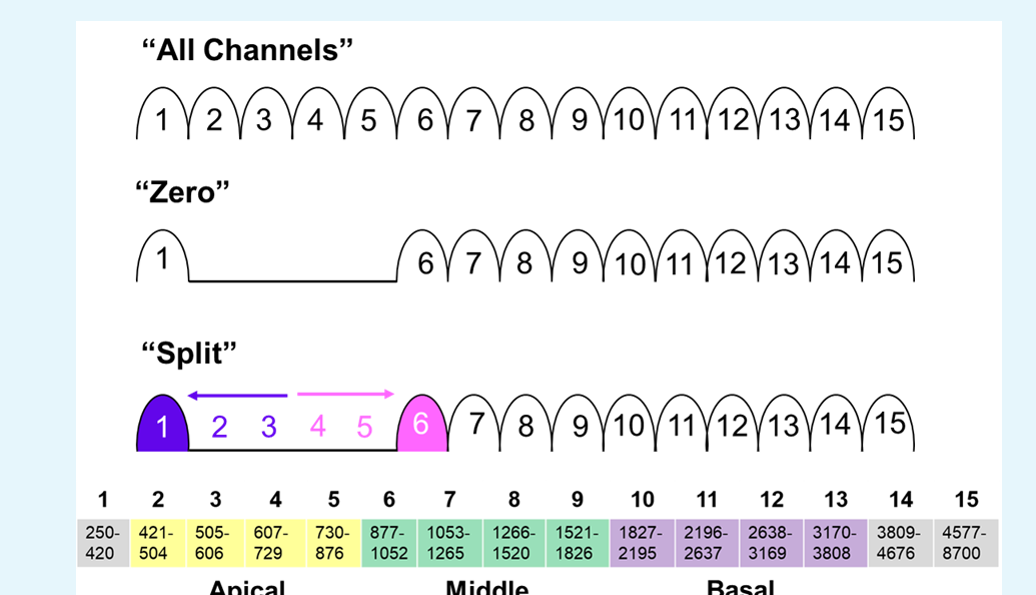 “All Channels”
1 2 3 4 5 6 7 8 9 10 11 12 13 14 15
“Zero”
1 6 7 8 9 10 11 12 13 14 15
“Split”
1 2 3 4 5 6 7 8 9 10 11 12 13 14 15
1 2 3 4 5 6 7 8 9 10 11 12 13 14 15
250- 421- 505- 607- 730- 877- 1053- 1266- 1521- 1827- 2196- 2638- 3170- 3809- 4577-
420 504 606 729 876 1052 1265 1520 1826 2195 2637 3169 3808 4676 8700
Apical Middle Basal